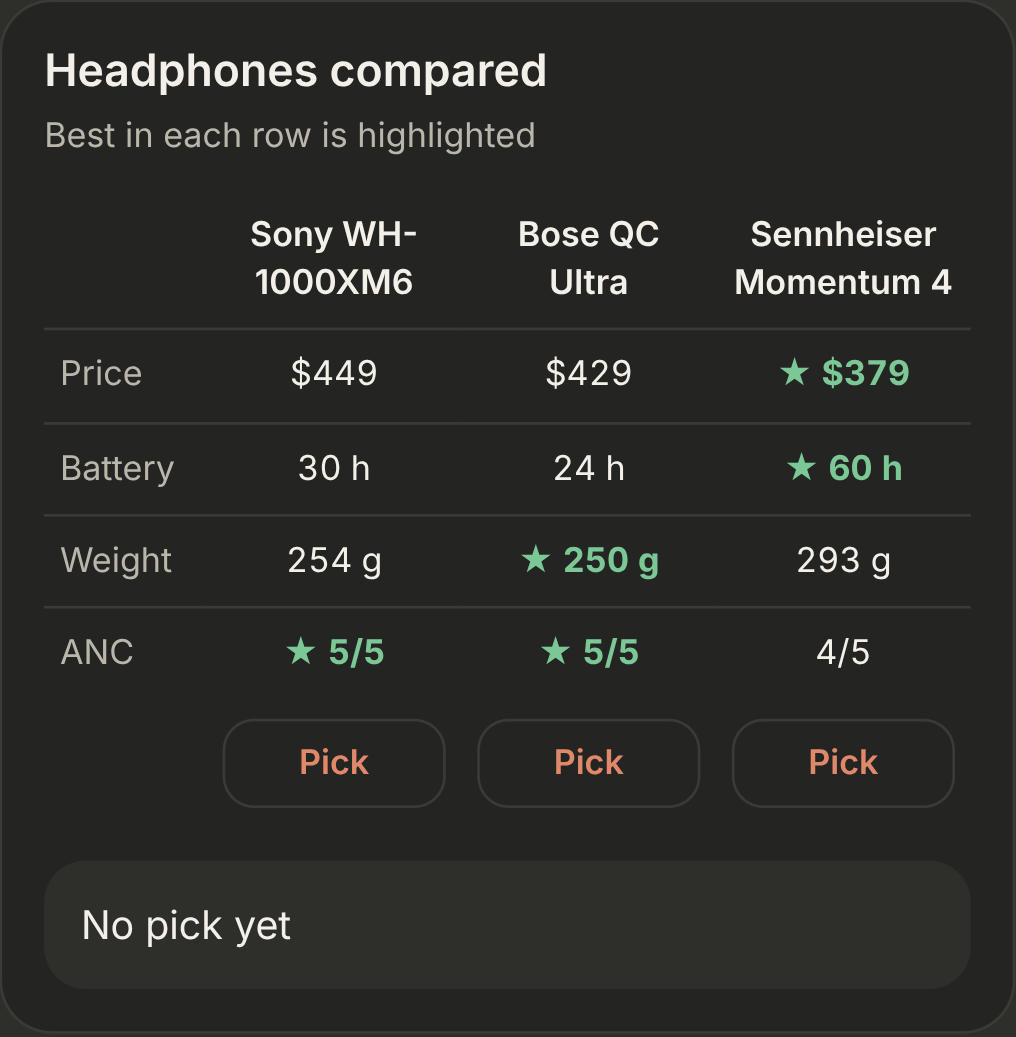 Headphones compared
Best in each row is highlighted
Sony WH- Bose QC Sennheiser
1000XM6 Ultra Momentum 4
Price $449 $429 ★ $379
Battery 30 h 24 h ★ 60 h
Weight 254 g ★ 250 g 293 g
ANC ★ 5/5 ★ 5/5 4/5
Pick Pick Pick
No pick yet